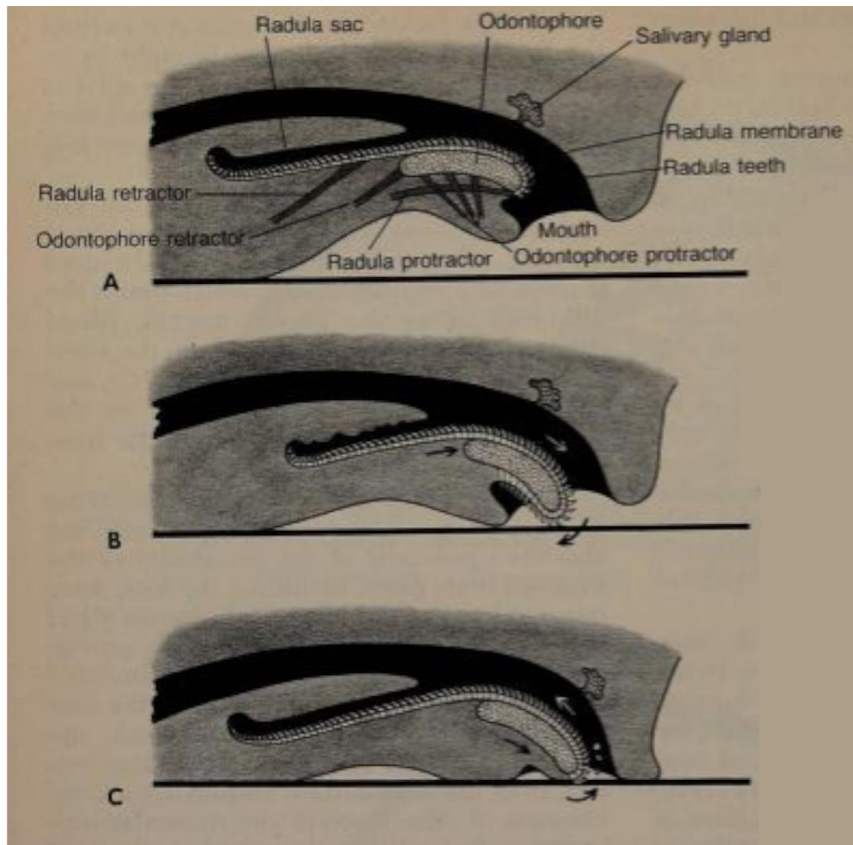 Radula sac
Odontophore
Salivary gland
Radula membrane
Radula teeth
Radula retractor
Odontophore retractor
Mouth
Radula protractor
Odontophore protractor
A
B
C